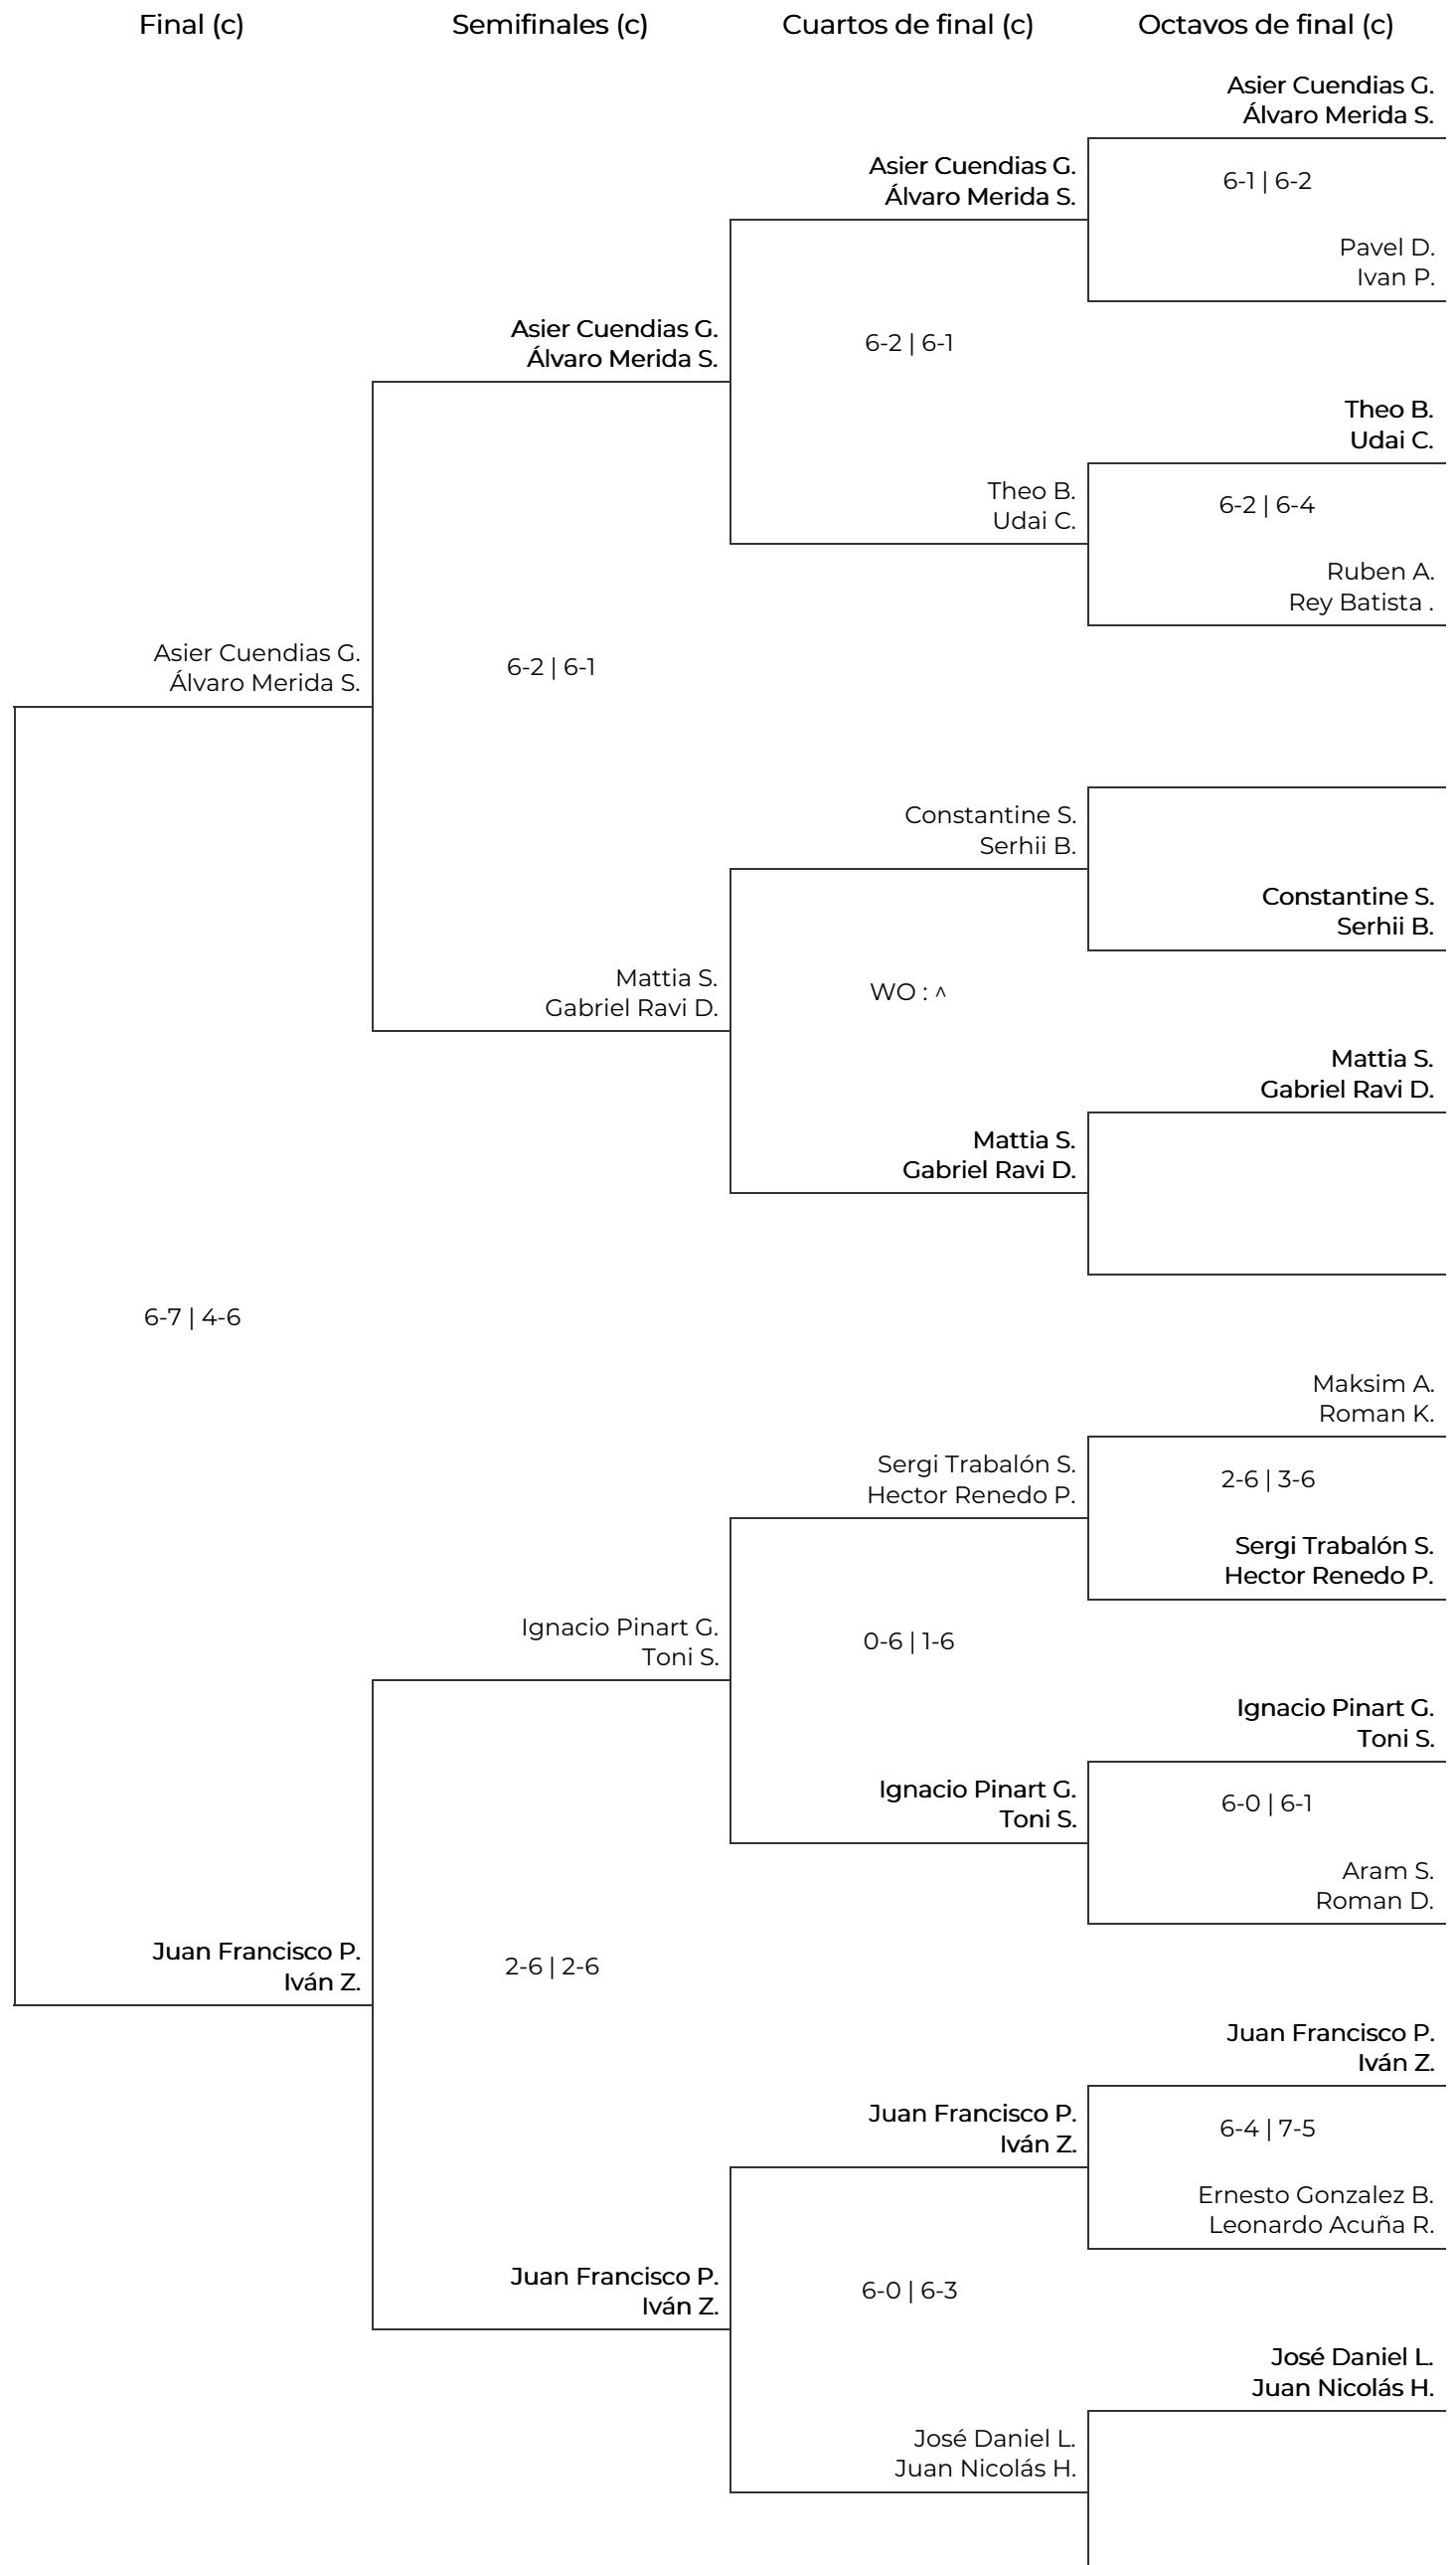 Final (c)
Semifinales (c)
Cuartos de final (c)
Octavos de final (c)
Asier Cuendias G.
Álvaro Merida S.
Asier Cuendias G.
Álvaro Merida S.
6-1 | 6-2
Pavel D.
Ivan P.
Asier Cuendias G.
Álvaro Merida S.
6-2 | 6-1
Theo B.
Udai C.
Theo B.
Udai C.
6-2 | 6-4
Ruben A.
Rey Batista .
Asier Cuendias G.
Álvaro Merida S.
6-2 | 6-1
Constantine S.
Serhii B.
Constantine S.
Serhii B.
Mattia S.
Gabriel Ravi D.
WO : ^
Mattia S.
Gabriel Ravi D.
Mattia S.
Gabriel Ravi D.
6-7 | 4-6
Maksim A.
Roman K.
Sergi Trabalón S.
Hector Renedo P.
2-6 | 3-6
Sergi Trabalón S.
Hector Renedo P.
Ignacio Pinart G.
Toni S.
0-6 | 1-6
Ignacio Pinart G.
Toni S.
Ignacio Pinart G.
Toni S.
6-0 | 6-1
Aram S.
Roman D.
Juan Francisco P.
Iván Z.
2-6 | 2-6
Juan Francisco P.
Iván Z.
Juan Francisco P.
Iván Z.
6-4 | 7-5
Ernesto Gonzalez B.
Leonardo Acuña R.
Juan Francisco P.
Iván Z.
6-0 | 6-3
José Daniel L.
Juan Nicolás H.
José Daniel L.
Juan Nicolás H.